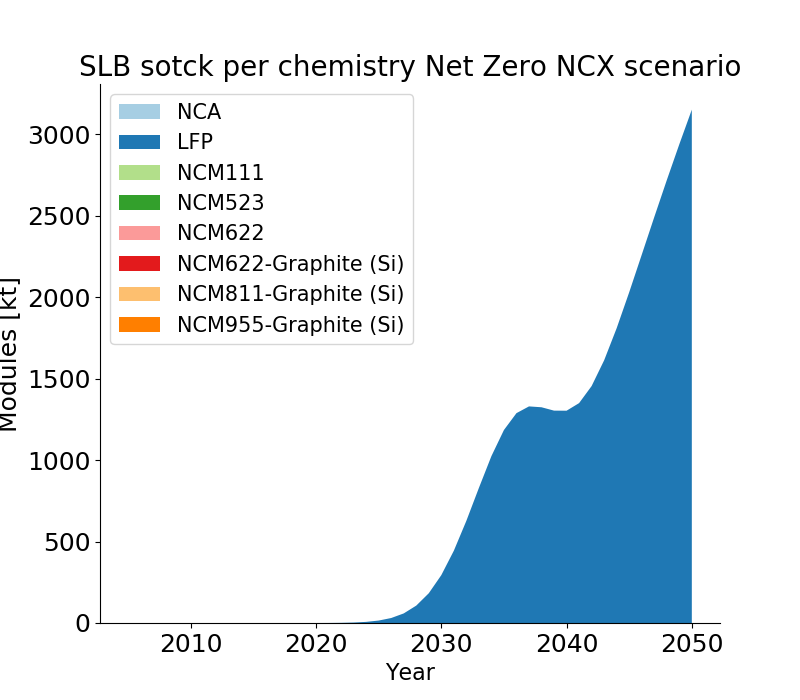 SLB sotck per chemistry Net Zero NCX scenario
NCA
LFP
NCM111
NCM523
NCM622
NCM622-Graphite (Si)
NCM811-Graphite (Si)
NCM955-Graphite (Si)
Modules [kt]
3000
2500
2000
1500
1000
500
0
2010
2020
2030
2040
2050
Year